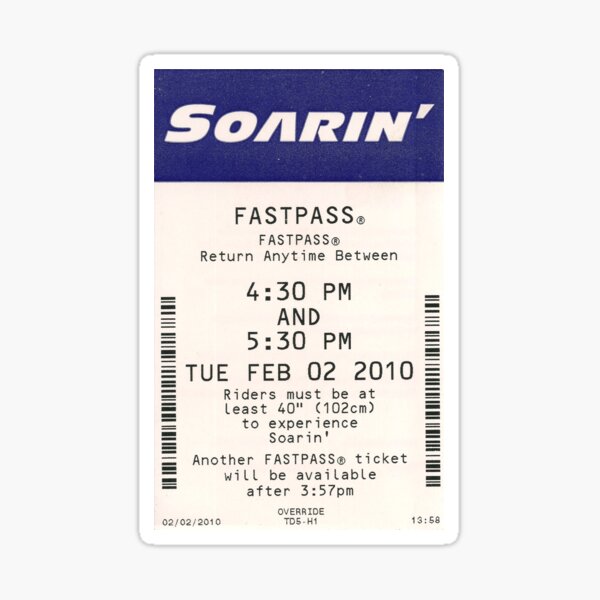 SOARIN'
FASTPASS®
FASTPASS®
Return Anytime Between
4:30 PM
AND
5:30 PM
TUE FEB 02 2010
Riders must be at
least 40" (102cm)
to experience
Soarin'
Another FASTPASS® ticket
will be available
after 3:57pm
OVERRIDE
02/02/2010 TD5-H1 13:58